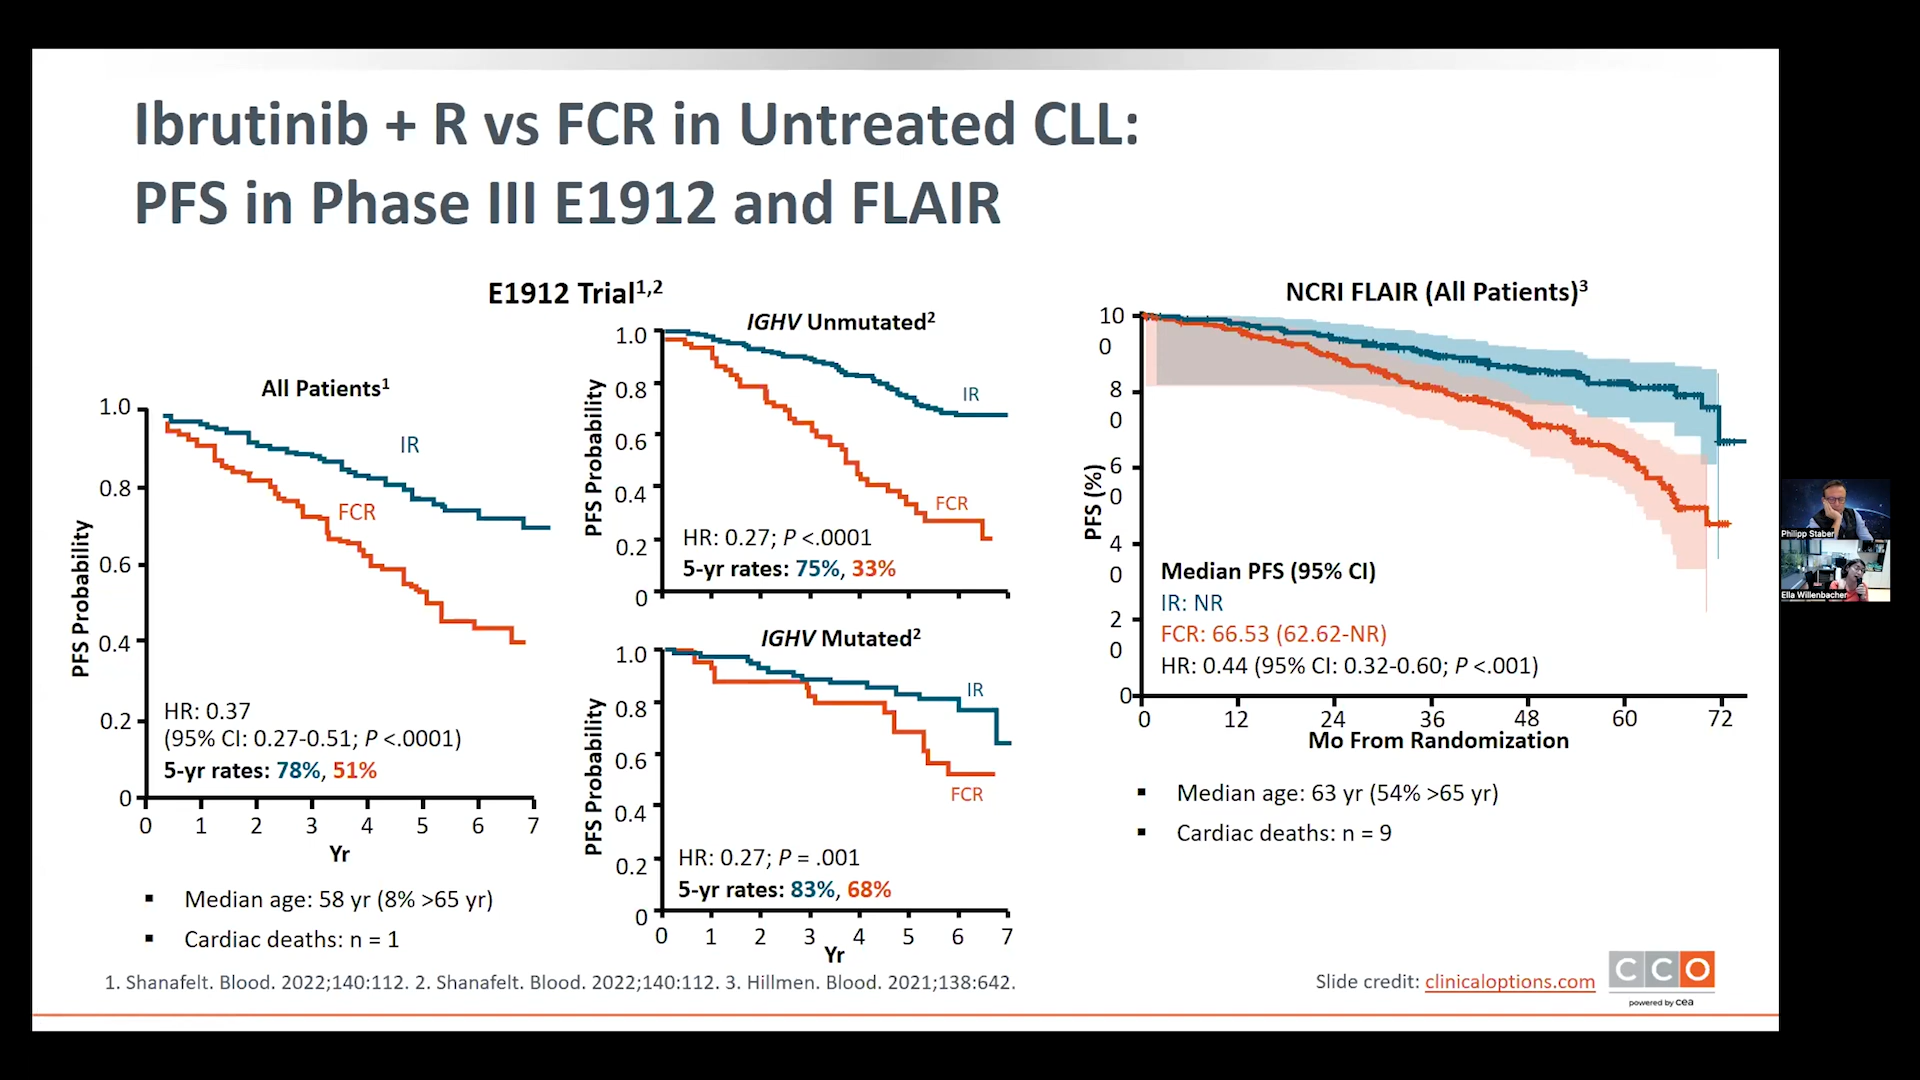 Ibrutinib + R vs FCR in Untreated CLL:
PFS in Phase III E1912 and FLAIR
E1912 Trial1,2
All Patients1
PFS Probability
1.0
0.8
0.6
0.4
0.2
0
IR
FCR
HR: 0.37
(95% CI: 0.27-0.51; P <.0001)
5-yr rates: 78%, 51%
0 1 2 3 4 5 6 7
Yr
▪ Median age: 58 yr (8% >65 yr)
▪ Cardiac deaths: n = 1
IGHV Unmutated2
PFS Probability
1.0
0.8
0.6
0.4
0.2
0
IR
FCR
HR: 0.27; P <.0001
5-yr rates: 75%, 33%
IGHV Mutated2
PFS Probability
1.0
0.8
0.6
0.4
0.2
0
IR
FCR
HR: 0.27; P = .001
5-yr rates: 83%, 68%
0 1 2 3 4 5 6 7
Yr
NCRI FLAIR (All Patients)3
PFS (%)
10
0
8
0
6
0
4
0
2
0
0
Median PFS (95% CI)
IR: NR
FCR: 66.53 (62.62-NR)
HR: 0.44 (95% CI: 0.32-0.60; P <.001)
0 12 24 36 48 60 72
Mo From Randomization
▪ Median age: 63 yr (54% >65 yr)
▪ Cardiac deaths: n = 9
1. Shanafelt. Blood. 2022;140:112. 2. Shanafelt. Blood. 2022;140:112. 3. Hillmen. Blood. 2021;138:642.
Slide credit: clinicaloptions.com
CCO
powered by cea
Philipp Staber
Ella Willenbacher